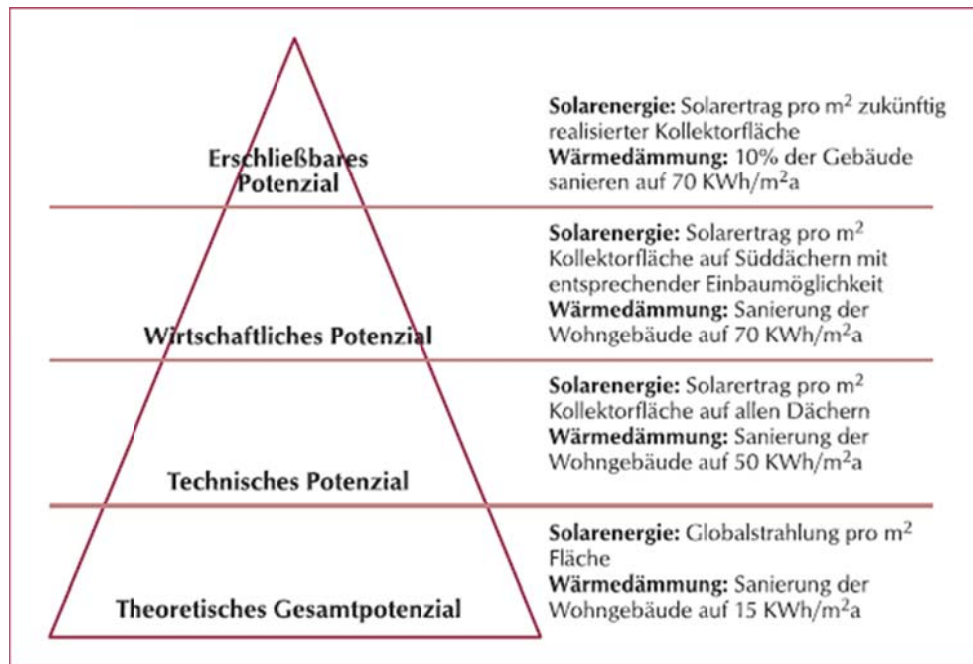 Erschließbares
Potenzial
Solarenergie: Solarertrag pro m² zukünftig
realisierter Kollektorfläche
Wärmedämmung: 10% der Gebäude
sanieren auf 70 KWh/m²a
Wirtschaftliches Potenzial
Solarenergie: Solarertrag pro m²
Kollektorfläche auf Süddächern mit
entsprechender Einbaumöglichkeit
Wärmedämmung: Sanierung der
Wohngebäude auf 70 KWh/m²a
Technisches Potenzial
Solarenergie: Solarertrag pro m²
Kollektorfläche auf allen Dächern
Wärmedämmung: Sanierung der
Wohngebäude auf 50 KWh/m²a
Theoretisches Gesamtpotenzial
Solarenergie: Globalstrahlung pro m²
Fläche
Wärmedämmung: Sanierung der
Wohngebäude auf 15 KWh/m²a